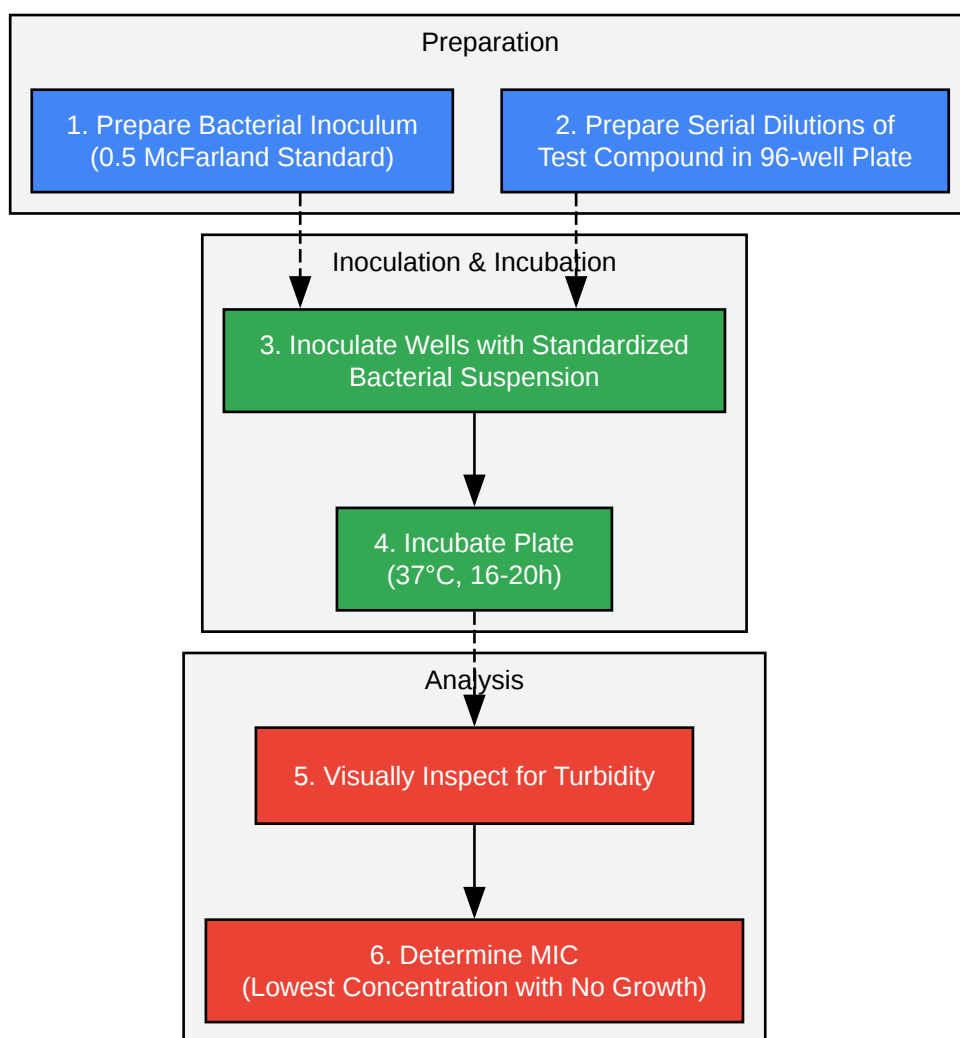 Preparation
1. Prepare Bacterial Inoculum
(0.5 McFarland Standard)
2. Prepare Serial Dilutions of
Test Compound in 96-well Plate
Inoculation & Incubation
3. Inoculate Wells with Standardized
Bacterial Suspension
4. Incubate Plate
(37°C, 16-20h)
Analysis
5. Visually Inspect for Turbidity
6. Determine MIC
(Lowest Concentration with No Growth)